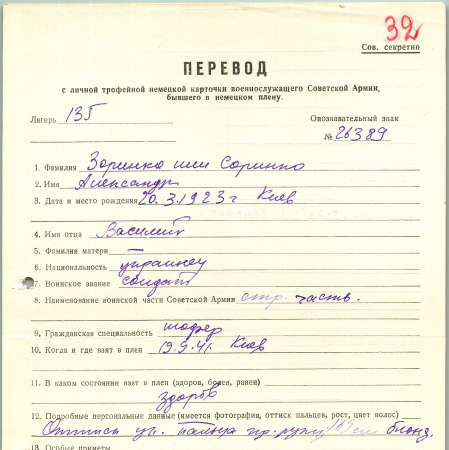 32
Сов. секретно
ПЕРЕВОД
с личной трофейной немецкой карточки военнослужащего Советской Армии,
бывшего в немецком плену.
Лагерь 135 Опознавательный знак
№ 26389
1. Фамилия Заринко или Саринко
2. Имя Александр
3. Дата и место рождения 20.3.1923 г Киев
4. Имя отца Василий
5. Фамилия матери —
6. Национальность украинец
7. Воинское звание солдат
8. Наименование воинской части Советской Армии стр. часть.
9. Гражданская специальность шофер
10. Когда и где взят в плен 19.9.41. Киев
11. В каком состоянии взят в плен (здоров, болен, ранен)
здоров
12. Подробные персональные данные (имеется фотография, оттиск пальцев, рост, цвет волос)
Оттиск ук. пальца пр. руки, 169 см блонд.
13. Особые приметы